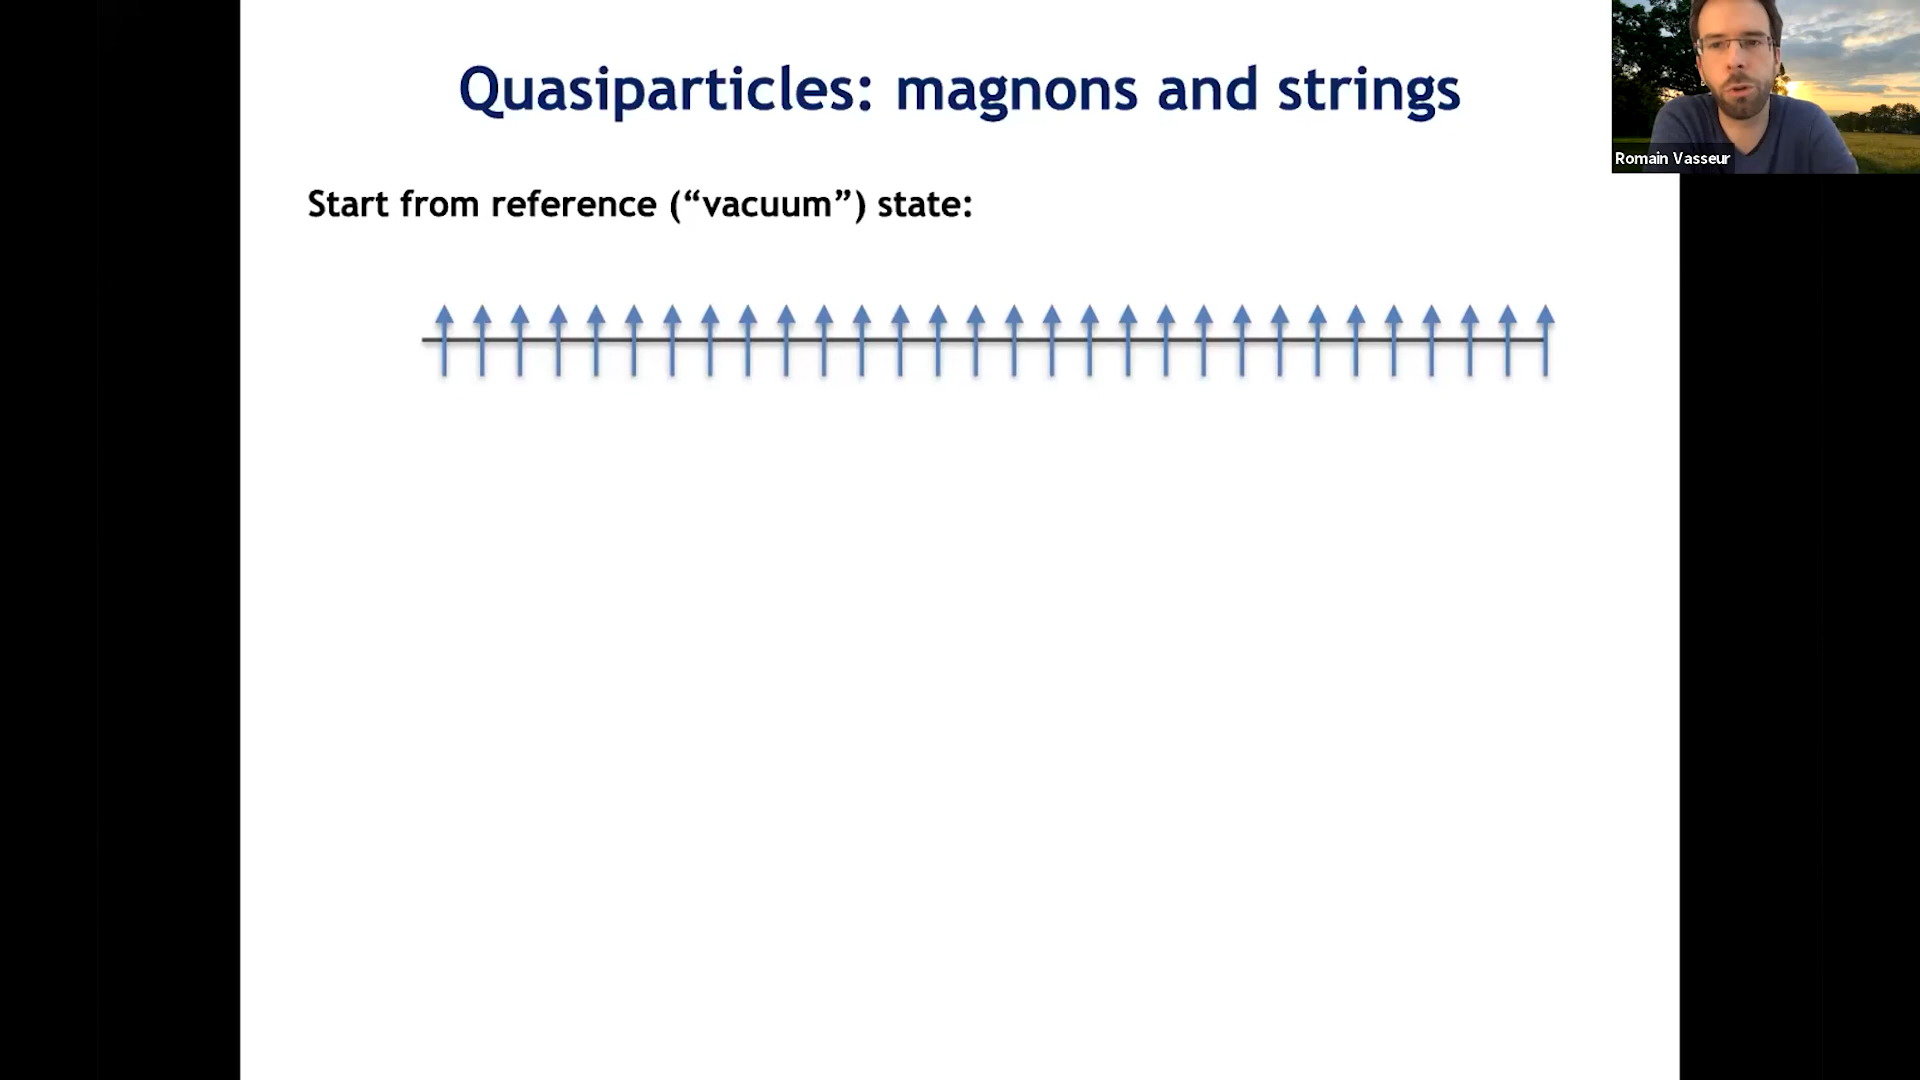 Quasiparticles: magnons and strings
Romain Vasseur
Start from reference (“vacuum”) state: